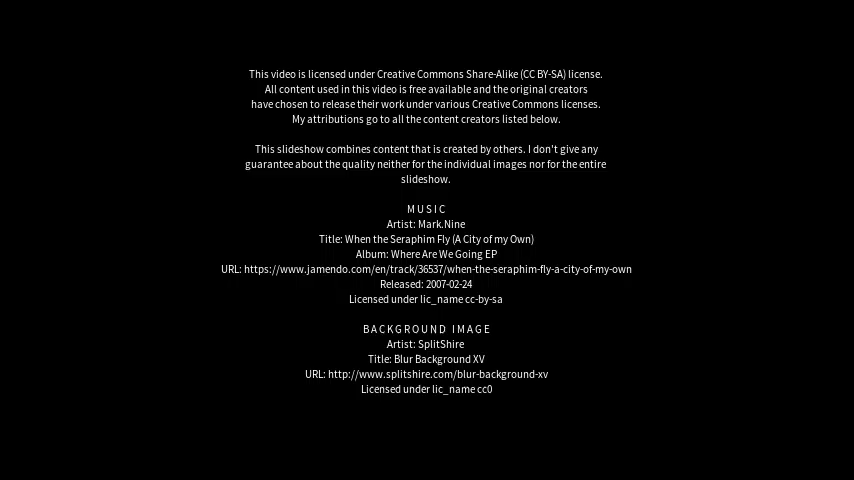 This video is licensed under Creative Commons Share-Alike (CC BY-SA) license.
All content used in this video is free available and the original creators
have chosen to release their work under various Creative Commons licenses.
My attributions go to all the content creators listed below.
This slideshow combines content that is created by others. I don't give any
guarantee about the quality neither for the individual images nor for the entire
slideshow.
MUSIC
Artist: Mark.Nine
Title: When the Seraphim Fly (A City of my Own)
Album: Where Are We Going EP
URL: https://www.jamendo.com/en/track/36537/when-the-seraphim-fly-a-city-of-my-own
Released: 2007-02-24
Licensed under lic_name cc-by-sa
BACKGROUND IMAGE
Artist: SplitShire
Title: Blur Background XV
URL: http://www.splitshire.com/blur-background-xv
Licensed under lic_name cc0